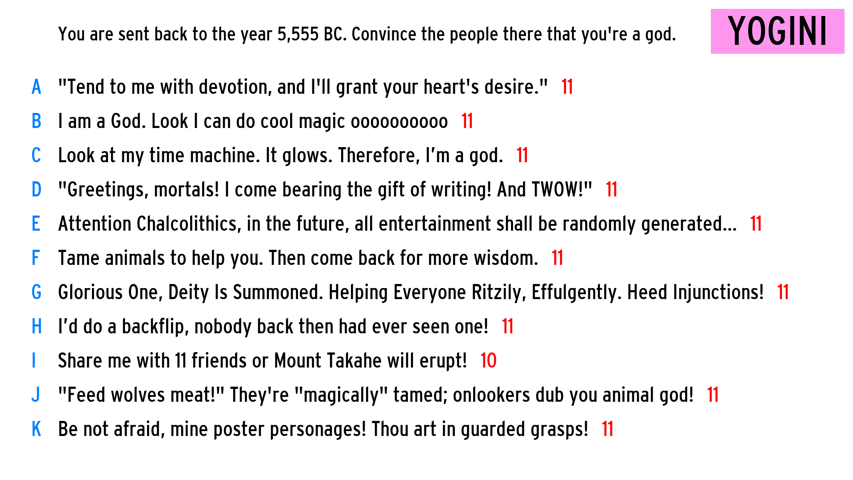 You are sent back to the year 5,555 BC. Convince the people there that you're a god.
YOGINI
A "Tend to me with devotion, and I'll grant your heart's desire." 11
B I am a God. Look I can do cool magic oooooooooo 11
C Look at my time machine. It glows. Therefore, I’m a god. 11
D "Greetings, mortals! I come bearing the gift of writing! And TWOW!" 11
E Attention Chalcolithics, in the future, all entertainment shall be randomly generated... 11
F Tame animals to help you. Then come back for more wisdom. 11
G Glorious One, Deity Is Summoned. Helping Everyone Ritzily, Effulgently. Heed Injunctions! 11
H I’d do a backflip, nobody back then had ever seen one! 11
I Share me with 11 friends or Mount Takahe will erupt! 10
J "Feed wolves meat!" They're "magically" tamed; onlookers dub you animal god! 11
K Be not afraid, mine poster personages! Thou art in guarded grasps! 11